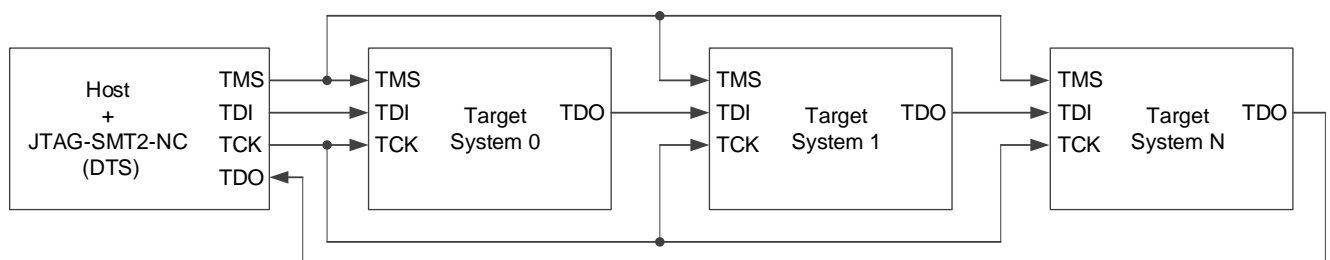 Host
+
JTAG-SMT2-NC
(DTS)
TMS
TDI
TCK
TDO
TMS
TDI
TCK
Target
System 0
TDO
TMS
TDI
TCK
Target
System 1
TDO
TMS
TDI
TCK
Target
System N
TDO